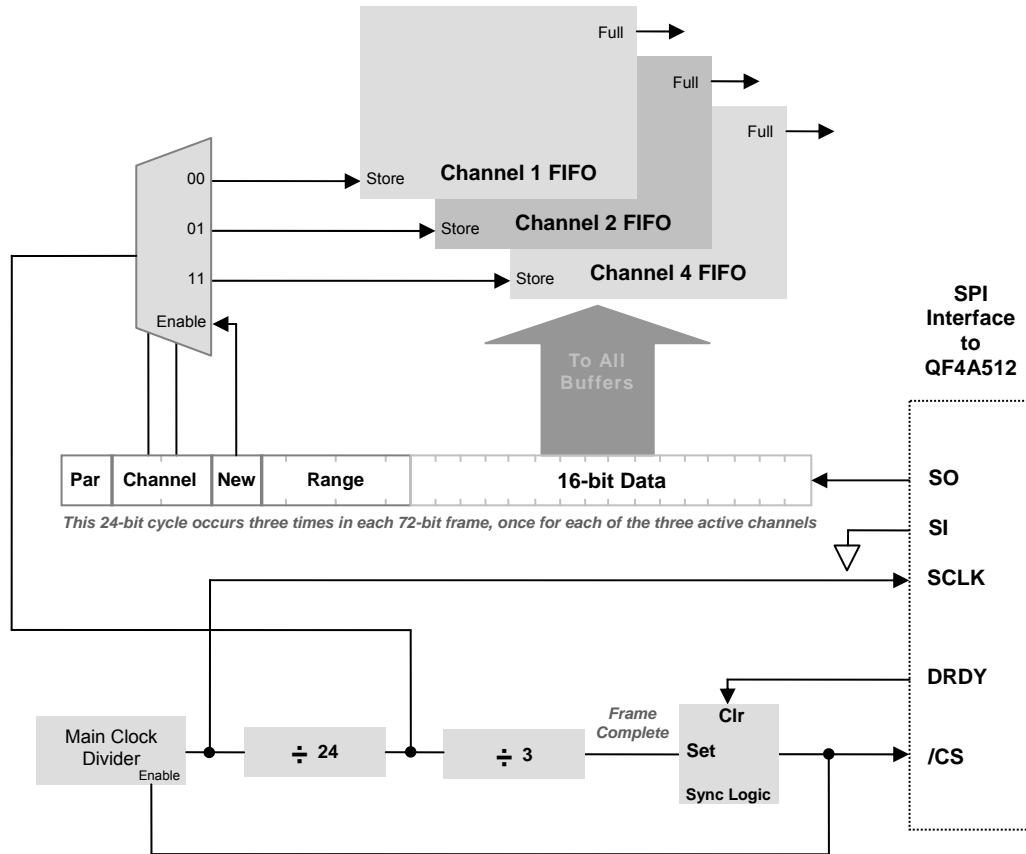 Full
Full
Full
00
Store
Channel 1 FIFO
01
Store
Channel 2 FIFO
11
Store
Channel 4 FIFO
Enable
To All
Buffers
SPI
Interface
to
QF4A512
Par
Channel
New
Range
16-bit Data
SO
This 24-bit cycle occurs three times in each 72-bit frame, once for each of the three active channels
SI
SCLK
DRDY
Main Clock
Divider
Enable
÷ 24
÷ 3
Frame
Complete
Clr
Set
Sync Logic
/CS